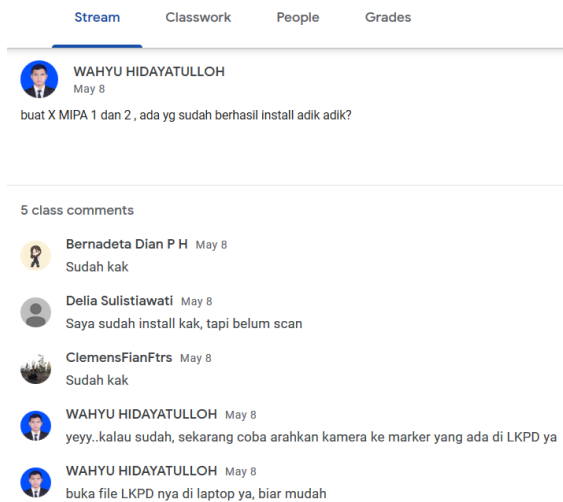 Stream Classwork People Grades
WAHYU HIDAYATULLOH
May 8
buat X MIPA 1 dan 2 , ada yg sudah berhasil install adik adik?
5 class comments
Bernadeta Dian P H May 8
Sudah kak
Delia Sulistiawati May 8
Saya sudah install kak, tapi belum scan
ClemensFianFtrs May 8
Sudah kak
WAHYU HIDAYATULLOH May 8
yeyy..kalau sudah, sekarang coba arahkan kamera ke marker yang ada di LKPD ya
WAHYU HIDAYATULLOH May 8
buka file LKPD nya di laptop ya, biar mudah